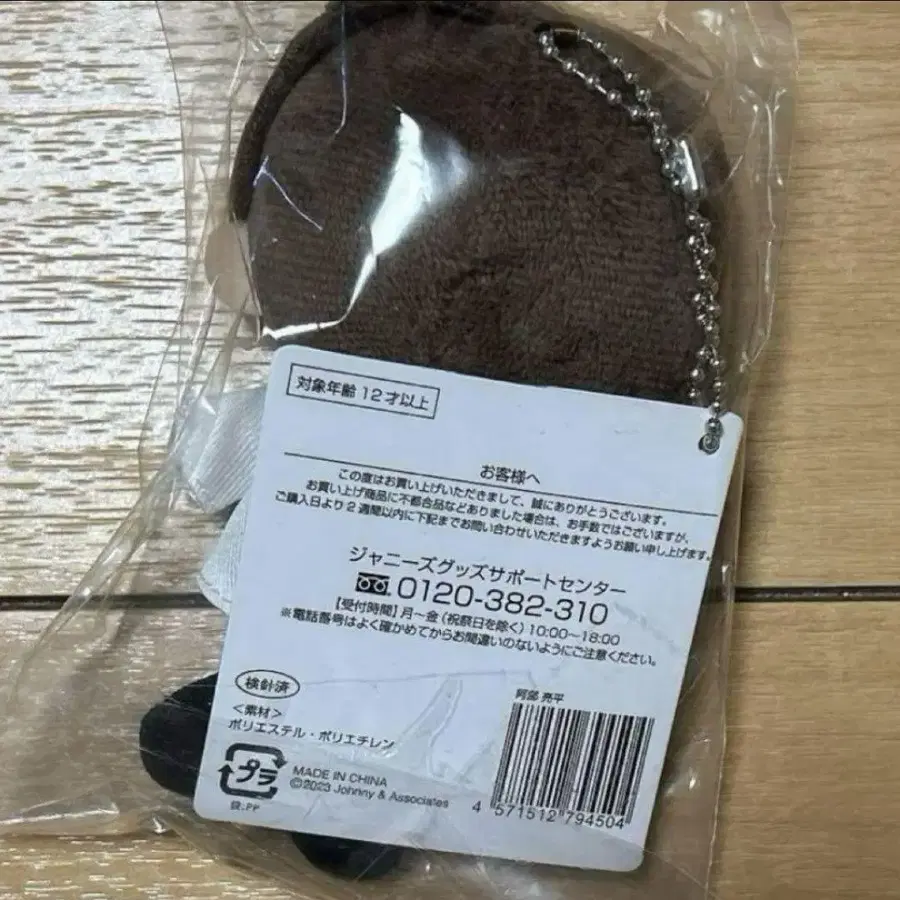 対象年齢 12才以上
お客様へ
この度はお買い上げいただきまして、誠にありがとうございます。
お買い上げ商品に不都合品などありました場合は、お手数ではございますが、
ご購入日より2週間以内に下記までお問い合わせいただきますようお願い申し上げます。
ジャニーズグッズサポートセンター
0120-382-310
【受付時間】月〜金(祝祭日を除く)10:00〜18:00
※電話番号はよく確かめてからお間違いのないようにご注意ください。
検針済
<素材>
ポリエステル・ポリエチレン
プラ
袋:PP
MADE IN CHINA
©2023 Johnny & Associates
阿部 亮平
4 571512 794504